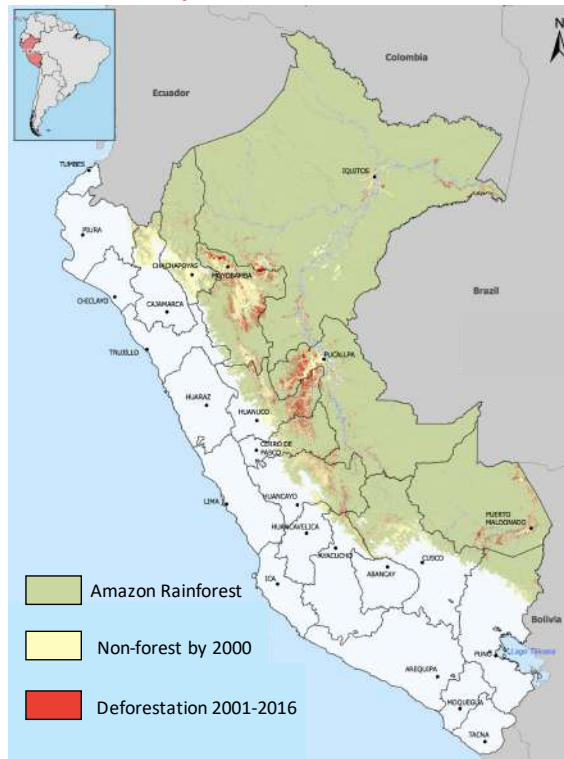 N
Colombia
Ecuador
TUMBES
IQUITOS
PIURA
CHACHAPOYAS
MOYOBAMBA
Brazil
CHICLAYO
CAJAMARCA
TRUJILLO
PUCALLPA
HUARAZ
HUANUCO
CERRO DE
PASCO
LIMA
HUANCAYO
PUERTO
MALDONADO
HUANCAVELICA
AYACUCHO
CUSCO
ABANCAY
ICA
Amazon Rainforest
Bolivia
Non-forest by 2000
PUNO
Lago Titicaca
AREQUIPA
Deforestation 2001-2016
MOQUEGUA
TACNA